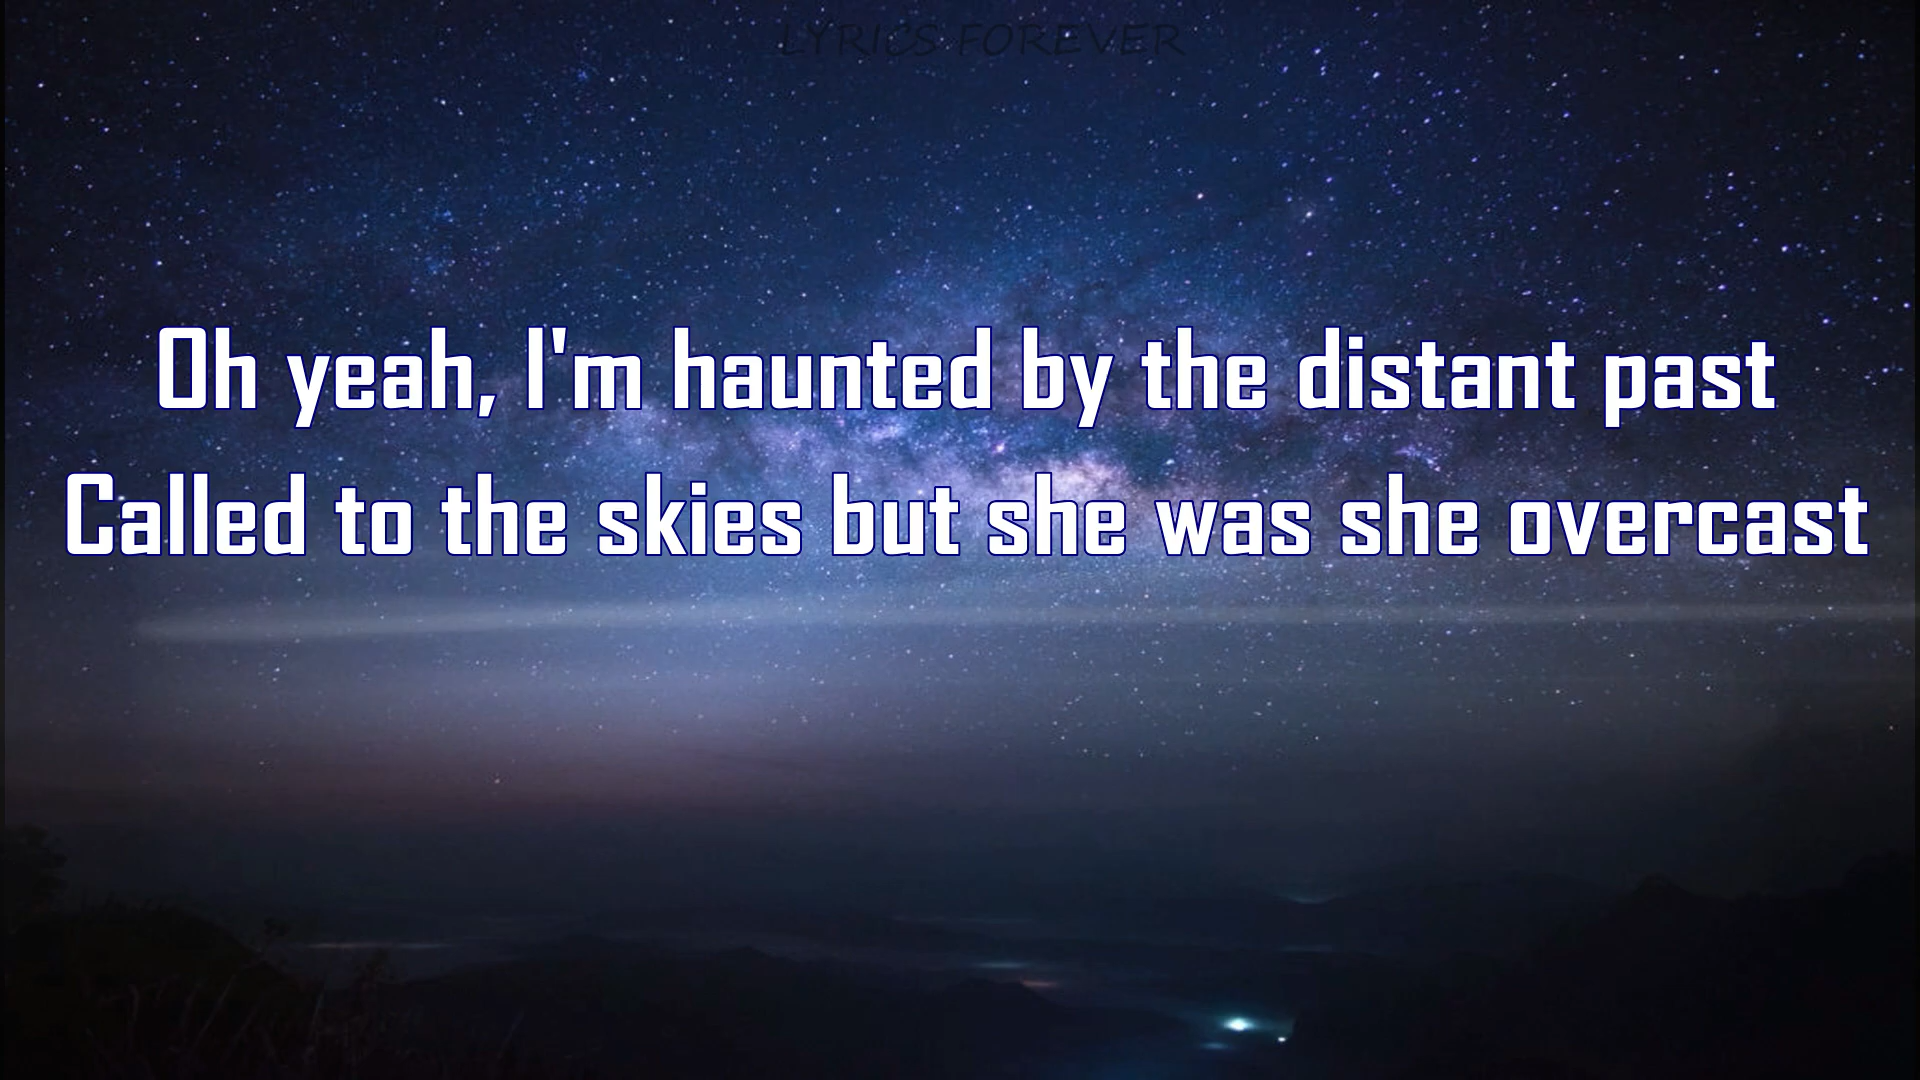 LYRICS FOREVER
Oh yeah, I'm haunted by the distant past
Called to the skies but she was she overcast